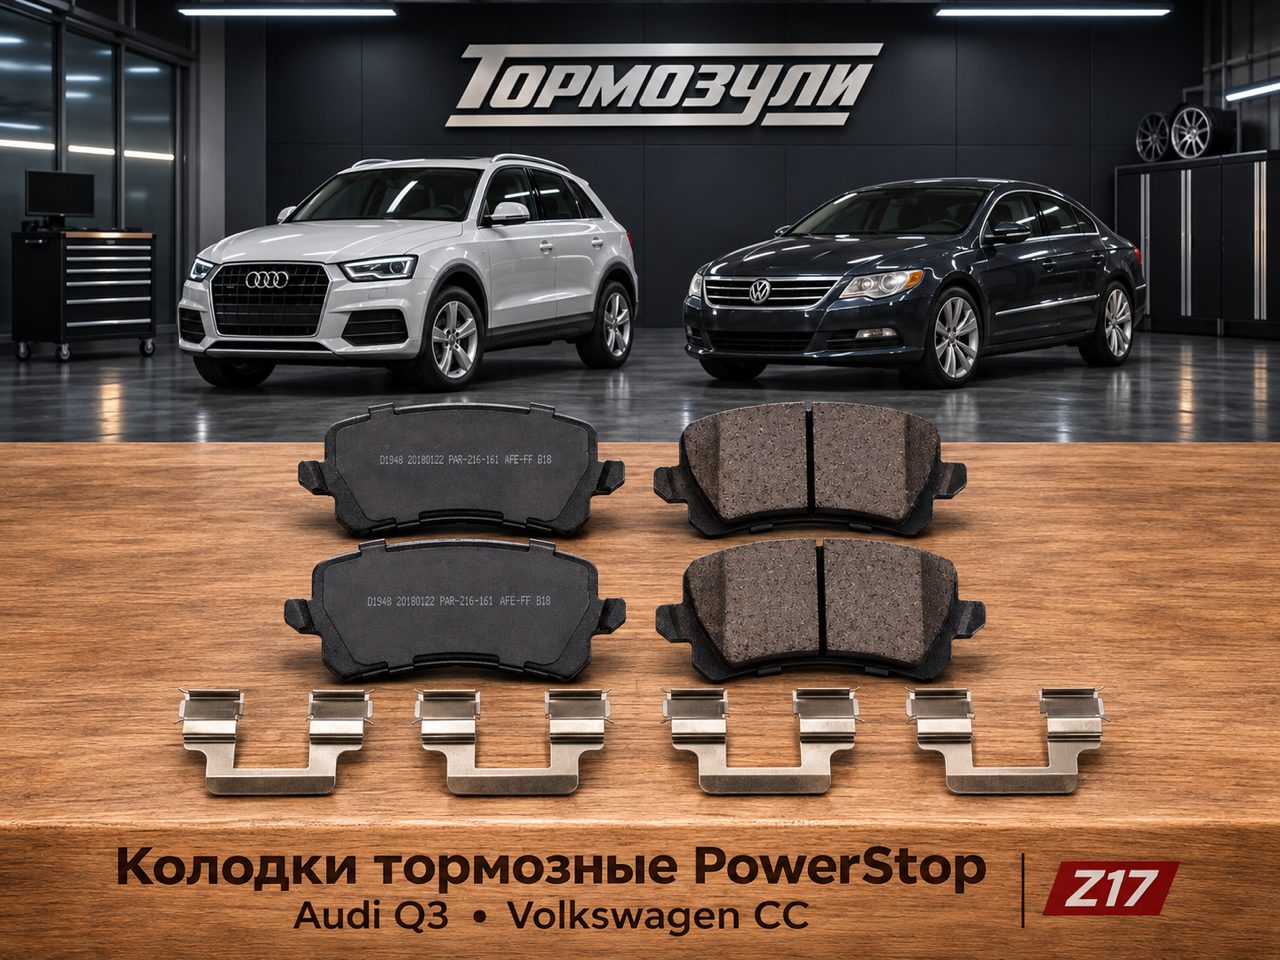 ТОРМОЗУЛИ
D1948 20180122 PAR-216-161 AFE-FF B18
D1948 20180122 PAR-216-161 AFE-FF B18
Колодки тормозные PowerStop
Audi Q3 • Volkswagen CC
Z17